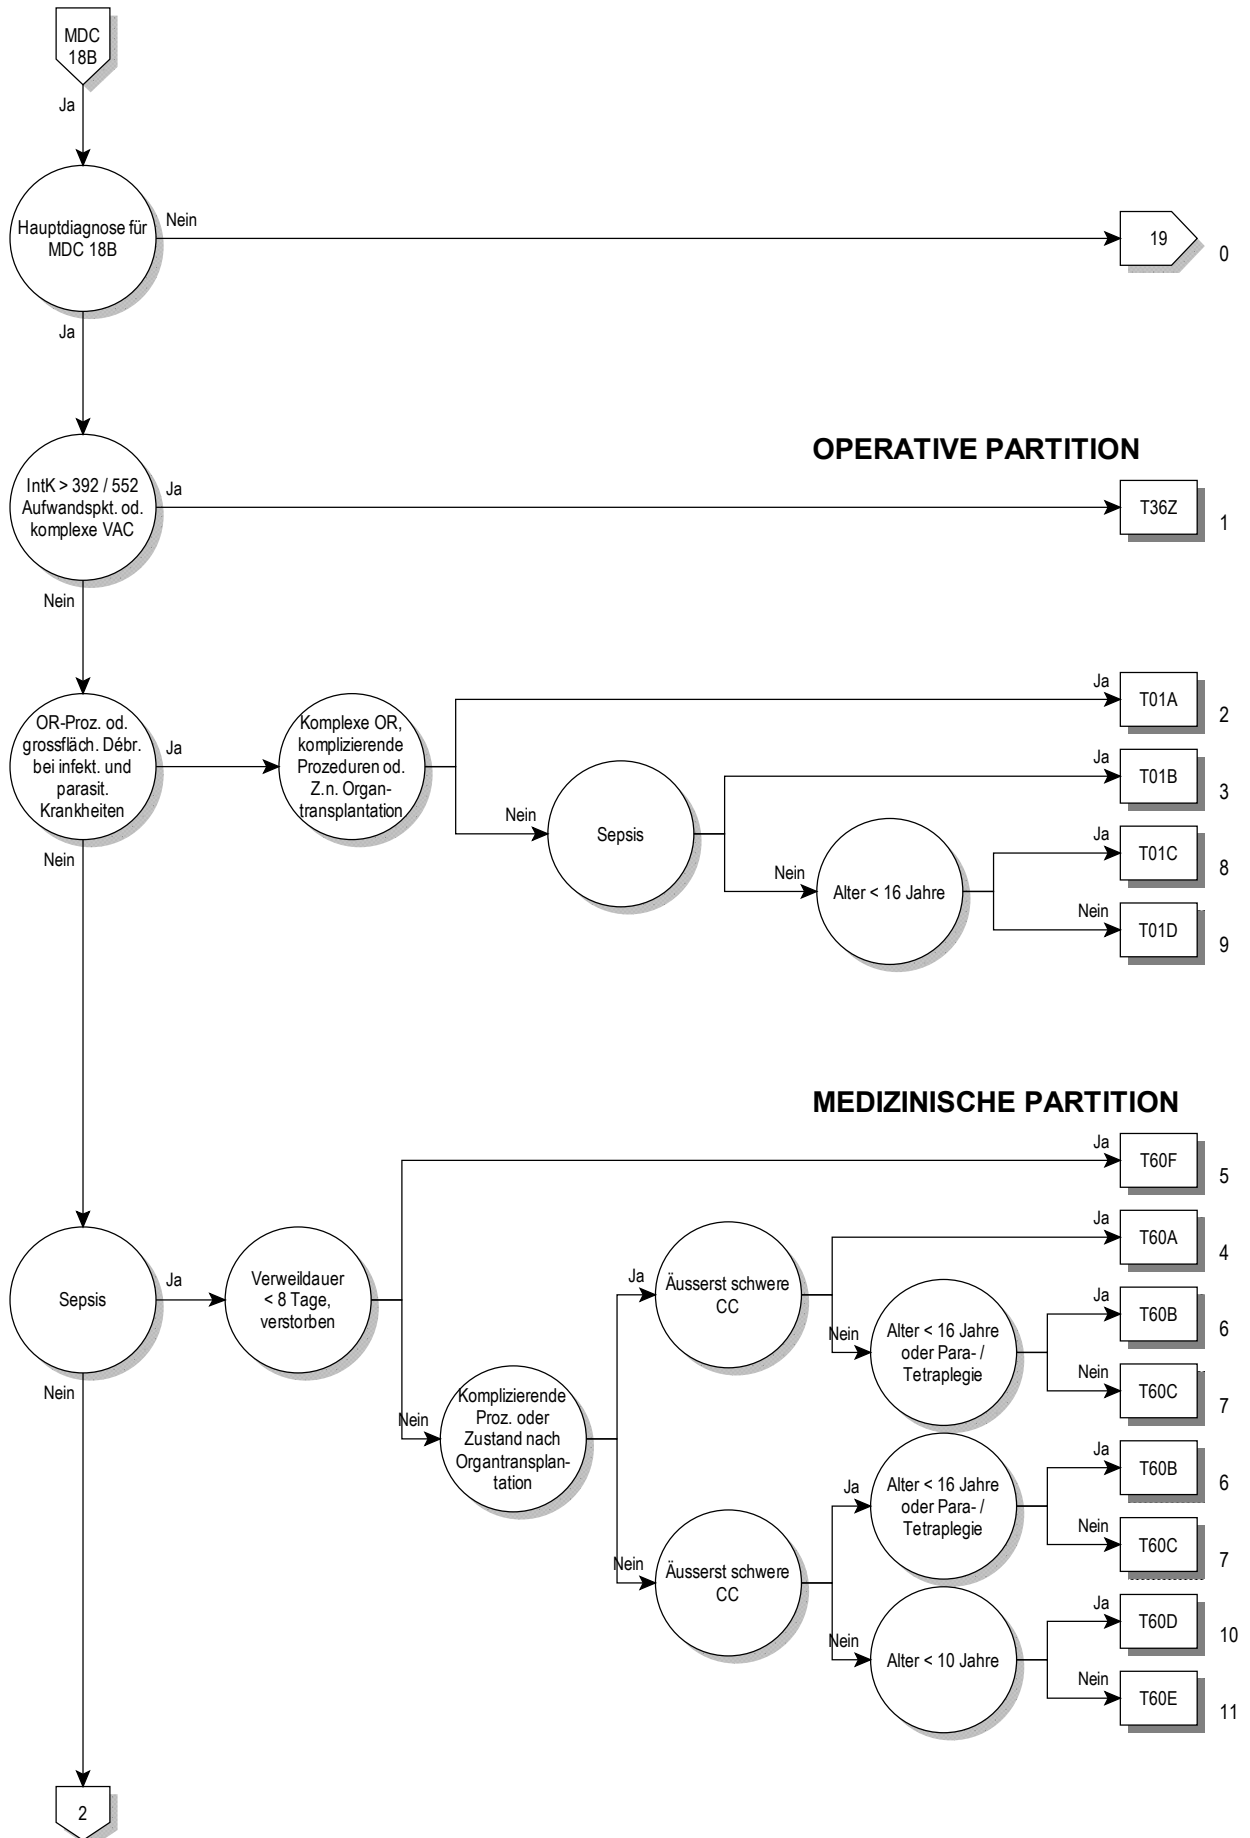 MDC
18B
Ja
Hauptdiagnose für
MDC 18B
Nein
19
0
Ja
OPERATIVE PARTITION
IntK > 392 / 552
Aufwandspkt. od.
komplexe VAC
Ja
T36Z
1
Nein
OR-Proz. od.
grossfläch. Débr.
bei infekt. und
parasit.
Krankheiten
Ja
Komplexe OR,
komplizierende
Prozeduren od.
Z.n. Organ-
transplantation
Ja
T01A
2
Nein
Sepsis
Ja
T01B
3
Nein
Alter < 16 Jahre
Ja
T01C
8
Nein
T01D
9
Nein
MEDIZINISCHE PARTITION
Sepsis
Ja
Verweildauer
< 8 Tage,
verstorben
Ja
T60F
5
Nein
Komplizierende
Proz. oder
Zustand nach
Organtransplan-
tation
Ja
Äusserst schwere
CC
Ja
T60A
4
Nein
Alter < 16 Jahre
oder Para- /
Tetraplegie
Ja
T60B
6
Nein
T60C
7
Nein
Äusserst schwere
CC
Ja
Alter < 16 Jahre
oder Para- /
Tetraplegie
Ja
T60B
6
Nein
T60C
7
Nein
Alter < 10 Jahre
Ja
T60D
10
Nein
T60E
11
Nein
2